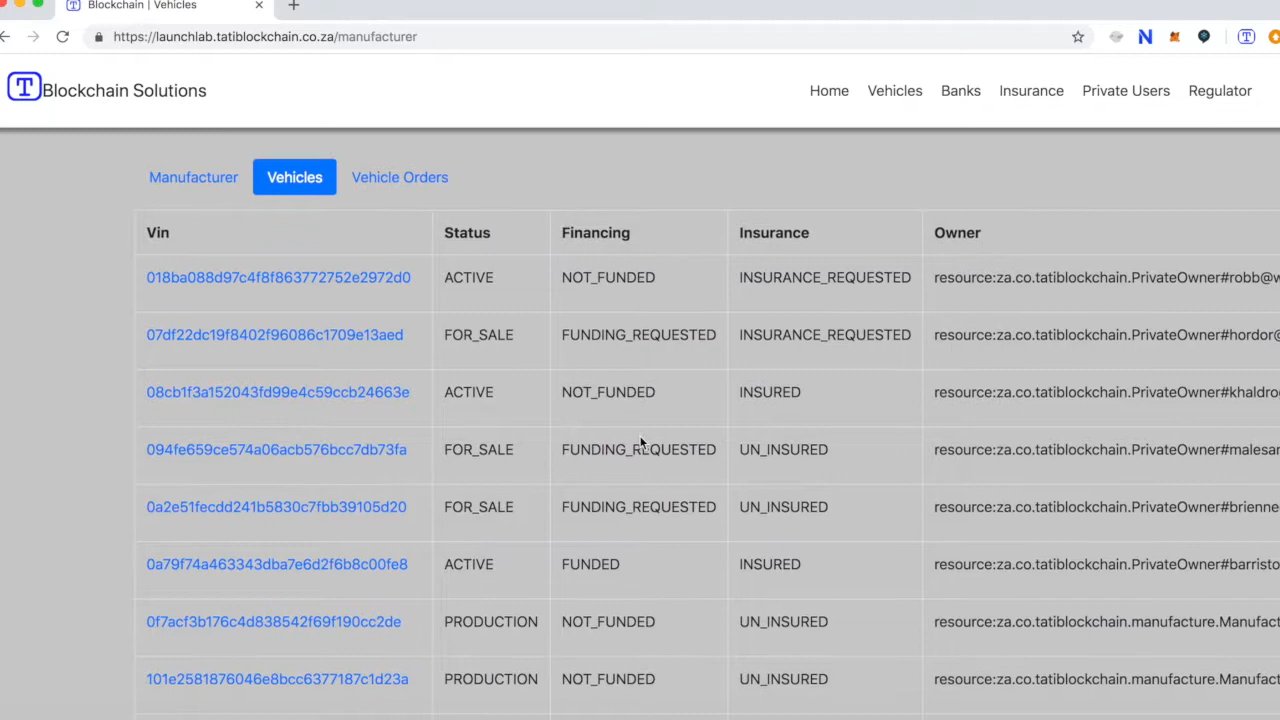 Blockchain | Vehicles
https://launchlab.tatiblockchain.co.za/manufacturer
T Blockchain Solutions
Home Vehicles Banks Insurance Private Users Regulator
Manufacturer Vehicles Vehicle Orders
Vin Status Financing Insurance Owner
018ba088d97c4f8f863772752e2972d0 ACTIVE NOT_FUNDED INSURANCE_REQUESTED resource:za.co.tatiblockchain.PrivateOwner#robb@w
07df22dc19f8402f96086c1709e13aed FOR_SALE FUNDING_REQUESTED INSURANCE_REQUESTED resource:za.co.tatiblockchain.PrivateOwner#hordor@
08cb1f3a152043fd99e4c59ccb24663e ACTIVE NOT_FUNDED INSURED resource:za.co.tatiblockchain.PrivateOwner#khaldro
094fe659ce574a06acb576bcc7db73fa FOR_SALE FUNDING_REQUESTED UN_INSURED resource:za.co.tatiblockchain.PrivateOwner#malesar
0a2e51fecdd241b5830c7fbb39105d20 FOR_SALE FUNDING_REQUESTED UN_INSURED resource:za.co.tatiblockchain.PrivateOwner#brienne
0a79f74a463343dba7e6d2f6b8c00fe8 ACTIVE FUNDED INSURED resource:za.co.tatiblockchain.PrivateOwner#barristo
0f7acf3b176c4d838542f69f190cc2de PRODUCTION NOT_FUNDED UN_INSURED resource:za.co.tatiblockchain.manufacture.Manufact
101e2581876046e8bcc6377187c1d23a PRODUCTION NOT_FUNDED UN_INSURED resource:za.co.tatiblockchain.manufacture.Manufact